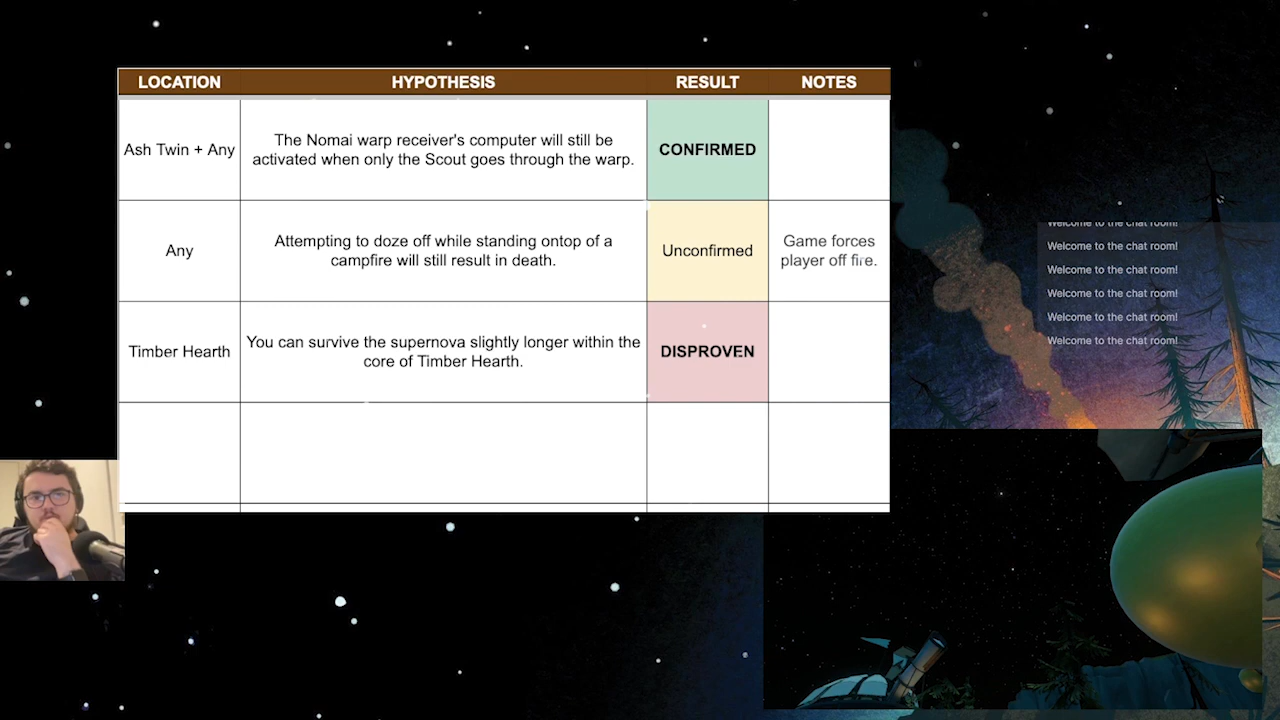 LOCATION HYPOTHESIS RESULT NOTES
Ash Twin + Any
The Nomai warp receiver's computer will still be
activated when only the Scout goes through the warp.
CONFIRMED
Any
Attempting to doze off while standing ontop of a
campfire will still result in death.
Unconfirmed
Game forces
player off fire.
Timber Hearth
You can survive the supernova slightly longer within the
core of Timber Hearth.
DISPROVEN
Welcome to the chat room!
Welcome to the chat room!
Welcome to the chat room!
Welcome to the chat room!
Welcome to the chat room!
Welcome to the chat room!